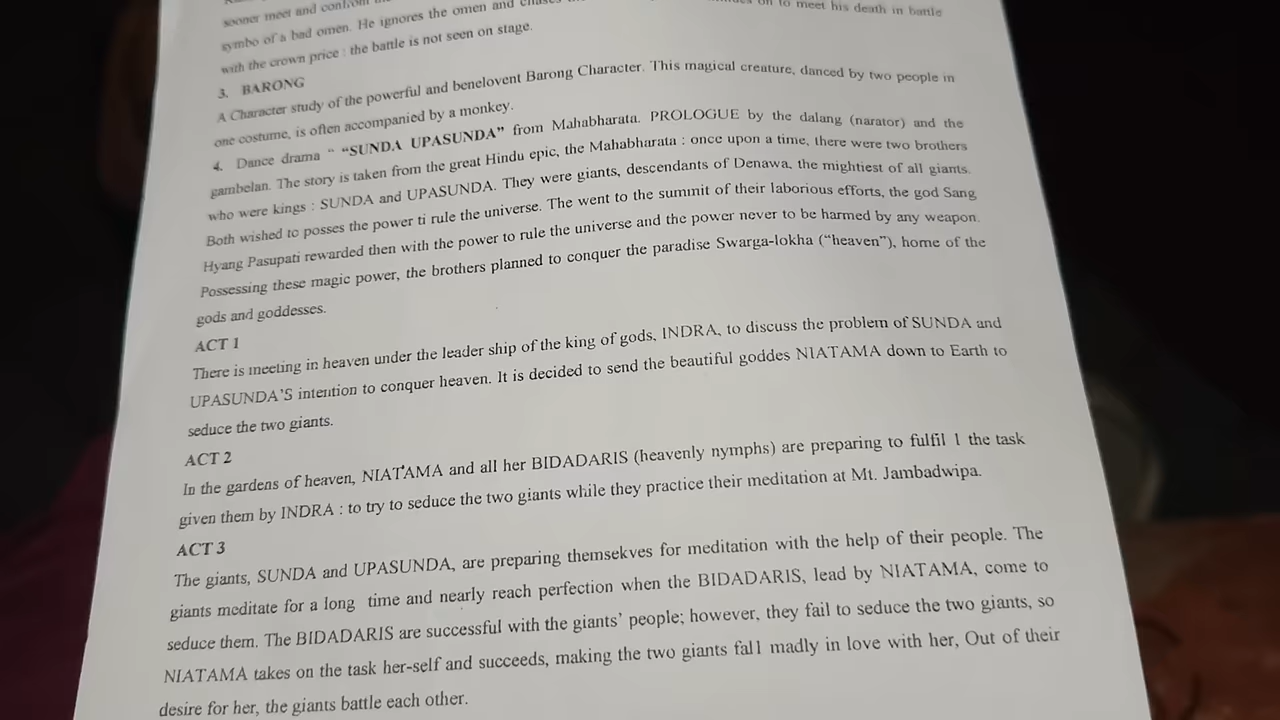 sooner meet and confront to meet his death in battle
symbo of a bad omen. He ignores the omen and
with the crown price : the battle is not seen on stage.
3. BARONG
A Character study of the powerful and benelovent Barong Character. This magical creature, danced by two people in
one costume, is often accompanied by a monkey.
4. Dance drama " "SUNDA UPASUNDA" from Mahabharata. PROLOGUE by the dalang (narator) and the
gambelan. The story is taken from the great Hindu epic, the Mahabharata : once upon a time, there were two brothers
who were kings : SUNDA and UPASUNDA. They were giants, descendants of Denawa, the mightiest of all giants.
Both wished to posses the power ti rule the universe. The went to the summit of their laborious efforts, the god Sang
Hyang Pasupati rewarded then with the power to rule the universe and the power never to be harmed by any weapon.
Possessing these magic power, the brothers planned to conquer the paradise Swarga-lokha ("heaven"), home of the
gods and goddesses.
ACT 1
There is meeting in heaven under the leader ship of the king of gods, INDRA, to discuss the problem of SUNDA and
UPASUNDA'S intention to conquer heaven. It is decided to send the beautiful goddes NIATAMA down to Earth to
seduce the two giants.
ACT 2
In the gardens of heaven, NIATAMA and all her BIDADARIS (heavenly nymphs) are preparing to fulfil 1 the task
given them by INDRA : to try to seduce the two giants while they practice their meditation at Mt. Jambadwipa.
ACT 3
The giants, SUNDA and UPASUNDA, are preparing themsekves for meditation with the help of their people. The
giants meditate for a long time and nearly reach perfection when the BIDADARIS, lead by NIATAMA, come to
seduce them. The BIDADARIS are successful with the giants' people; however, they fail to seduce the two giants, so
NIATAMA takes on the task her-self and succeeds, making the two giants fall madly in love with her, Out of their
desire for her, the giants battle each other.